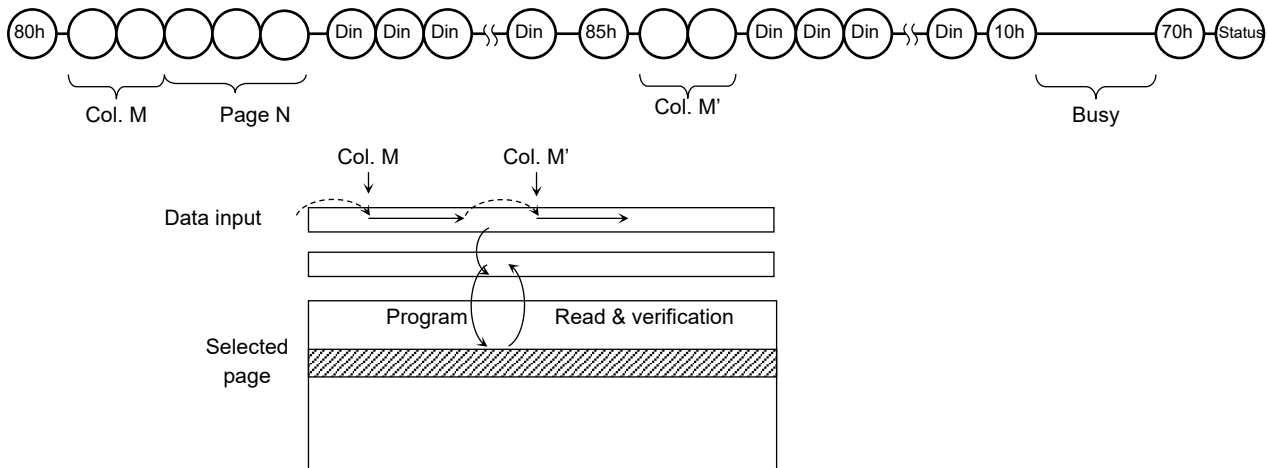 80h Din Din Din Din 85h Din Din Din Din 10h 70h Status
Col. M Page N Col. M’ Busy
Col. M Col. M’
Data input
Program Read & verification
Selected
page